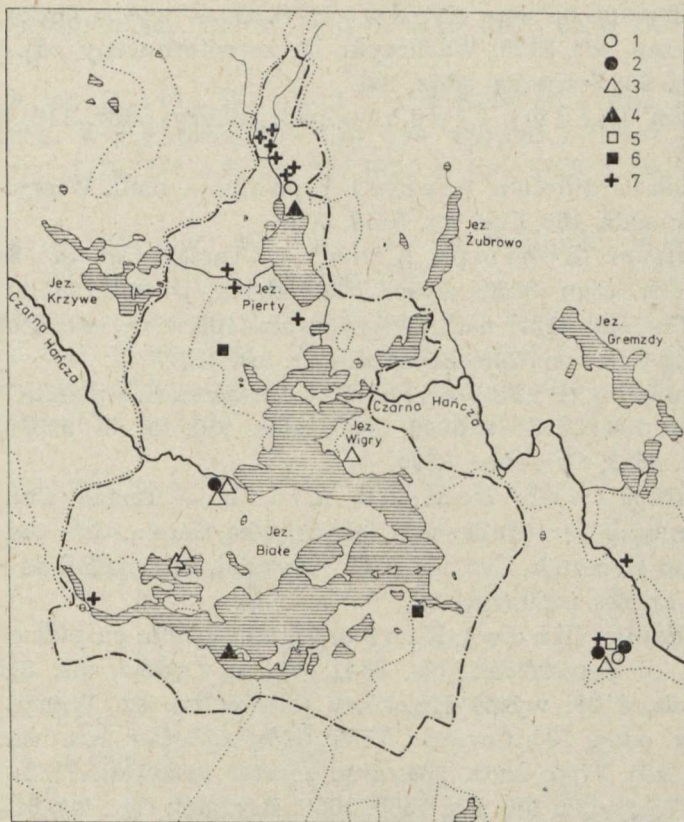 1
2
3
4
5
6
7
Jez.
Żubrowo
Jez.
Krzywe
Jez.
Pierty
Jez.
Gremzdy
Czarna Hańcza
Czarna Hańcza
Jez.
Wigry
Jez.
Białe